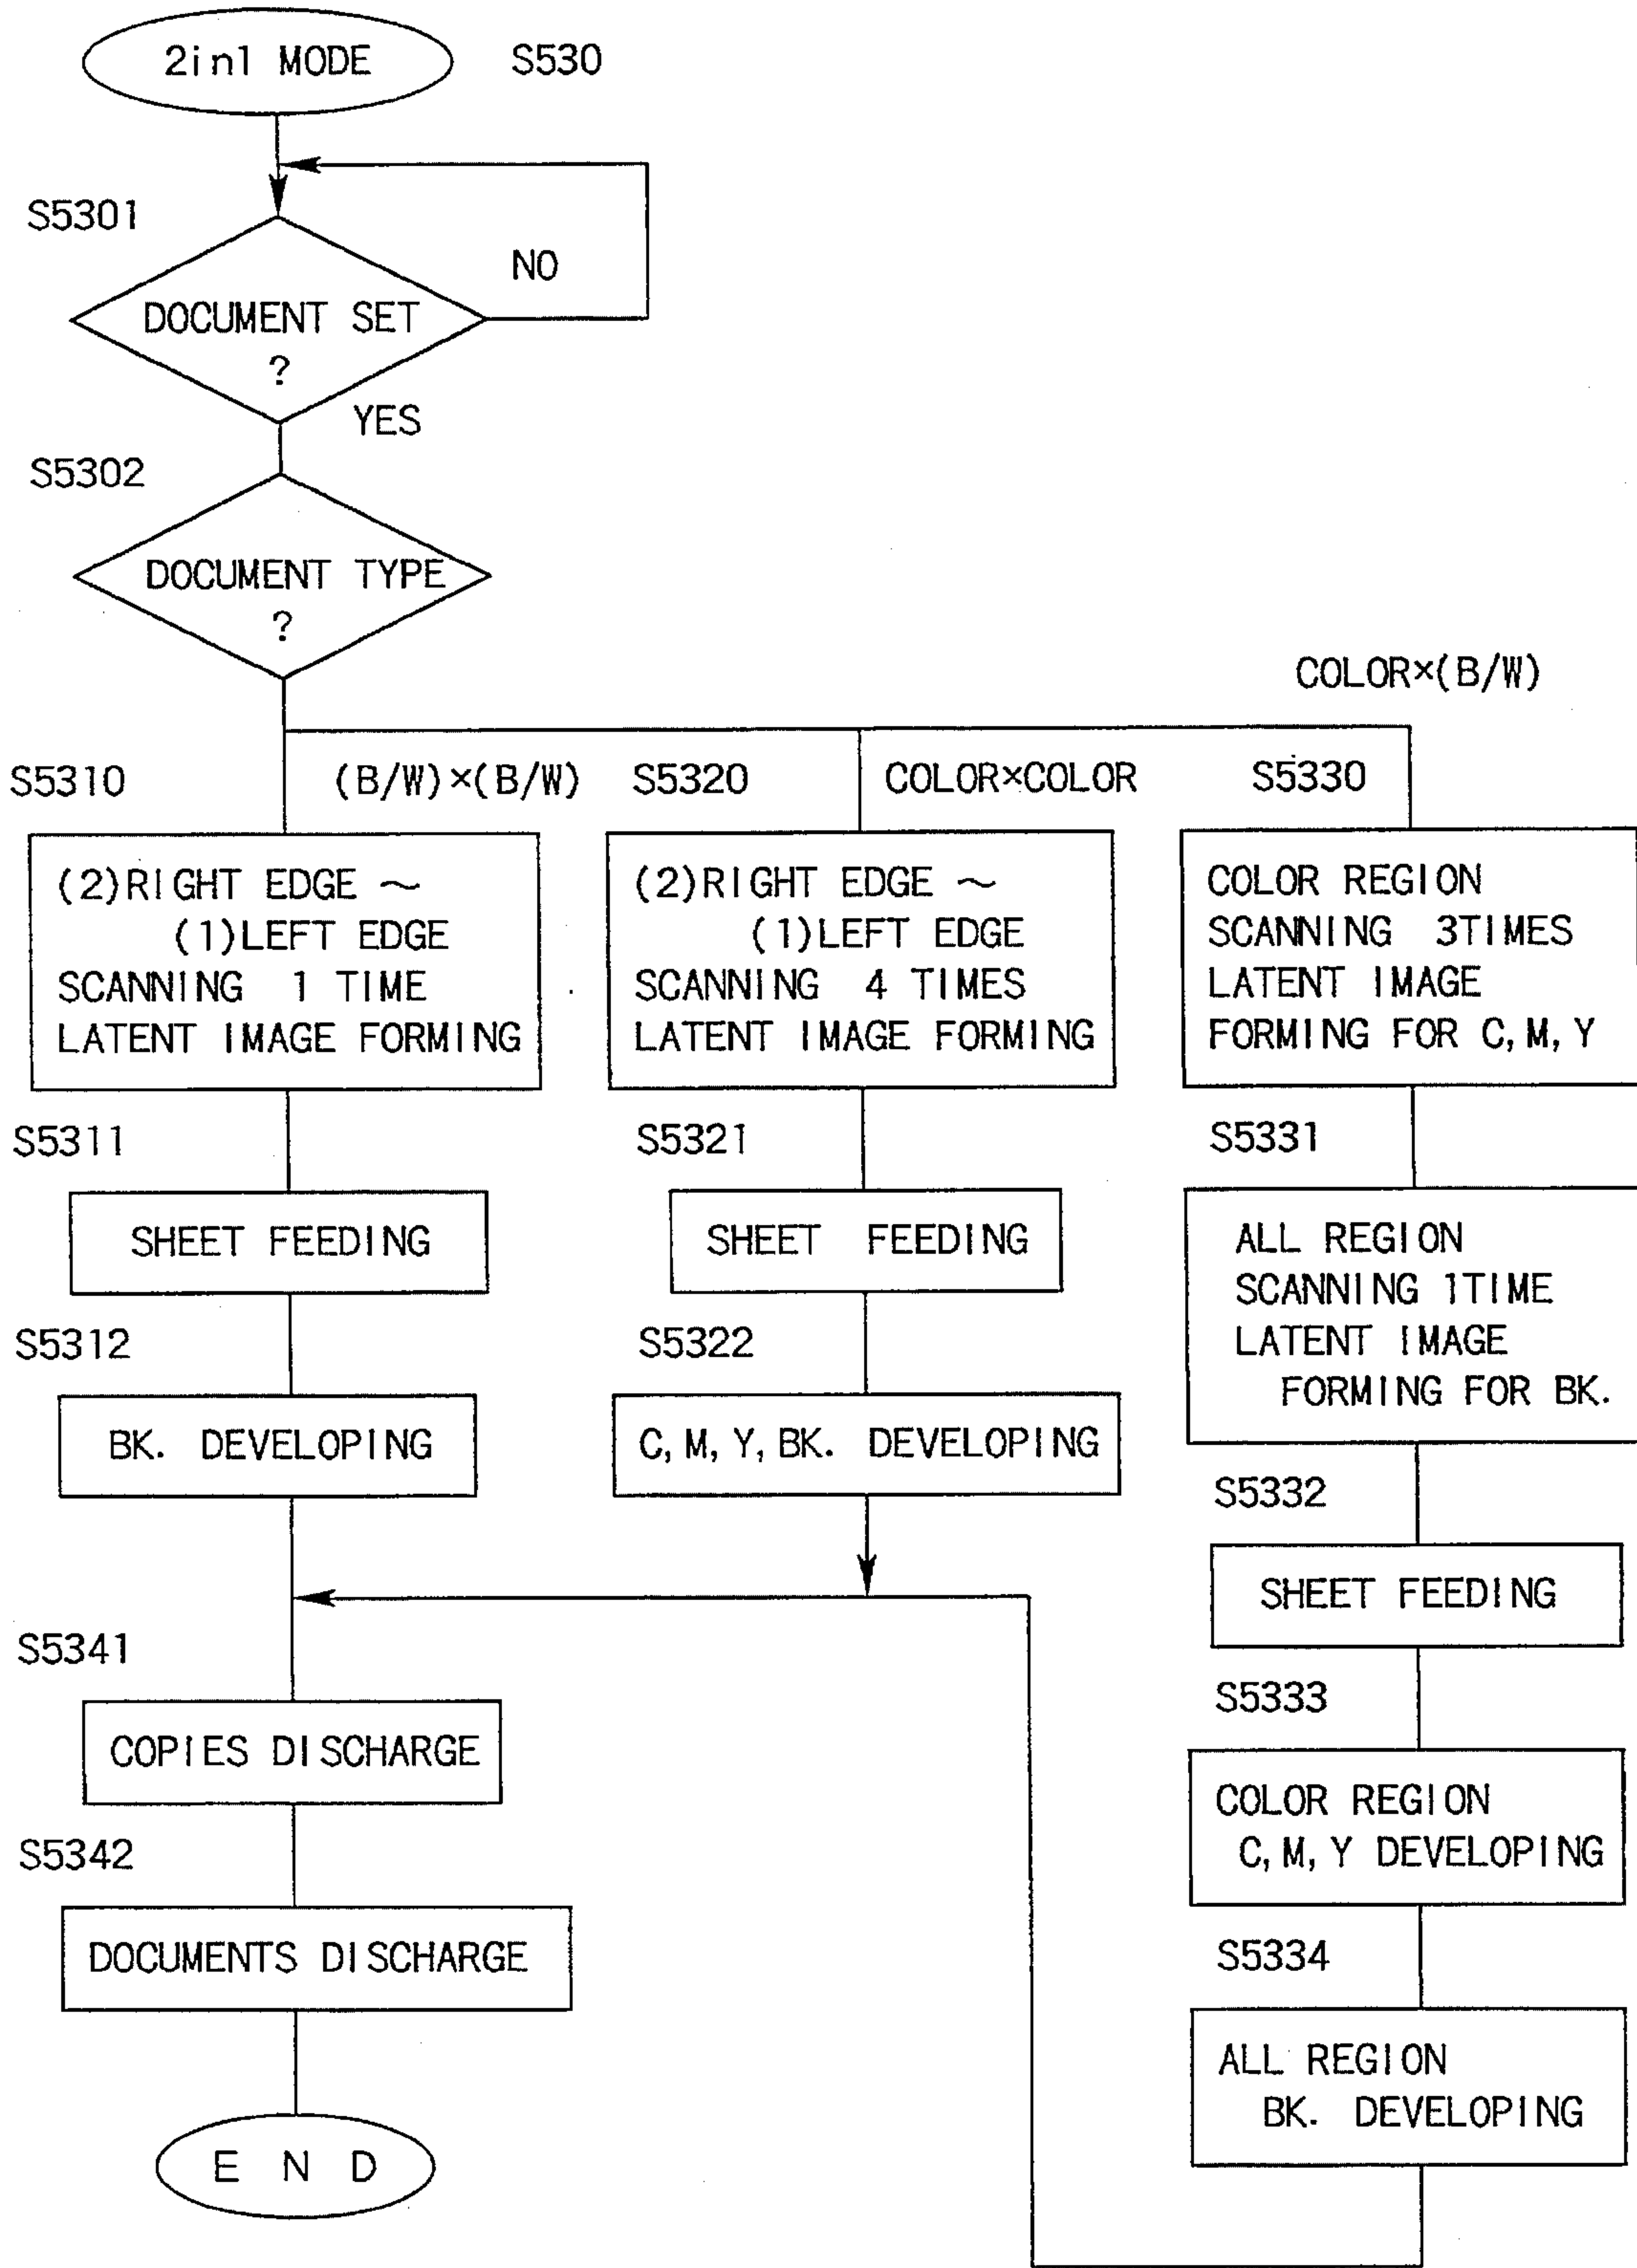 2in1 MODE
S530
S5301
NO
DOCUMENT SET
?
YES
S5302
DOCUMENT TYPE
?
COLOR×(B/W)
S5310
(B/W)×(B/W)
S5320
COLOR×COLOR
S5330
(2)RIGHT EDGE ~
(1)LEFT EDGE
SCANNING 1 TIME
LATENT IMAGE FORMING
(2)RIGHT EDGE ~
(1)LEFT EDGE
SCANNING 4 TIMES
LATENT IMAGE FORMING
COLOR REGION
SCANNING 3TIMES
LATENT IMAGE
FORMING FOR C, M, Y
S5311
S5321
S5331
SHEET FEEDING
SHEET FEEDING
ALL REGION
SCANNING 1TIME
LATENT IMAGE
FORMING FOR BK.
S5312
S5322
BK. DEVELOPING
C, M, Y, BK. DEVELOPING
S5332
SHEET FEEDING
S5341
S5333
COPIES DISCHARGE
COLOR REGION
C, M, Y DEVELOPING
S5342
DOCUMENTS DISCHARGE
S5334
ALL REGION
BK. DEVELOPING
E N D